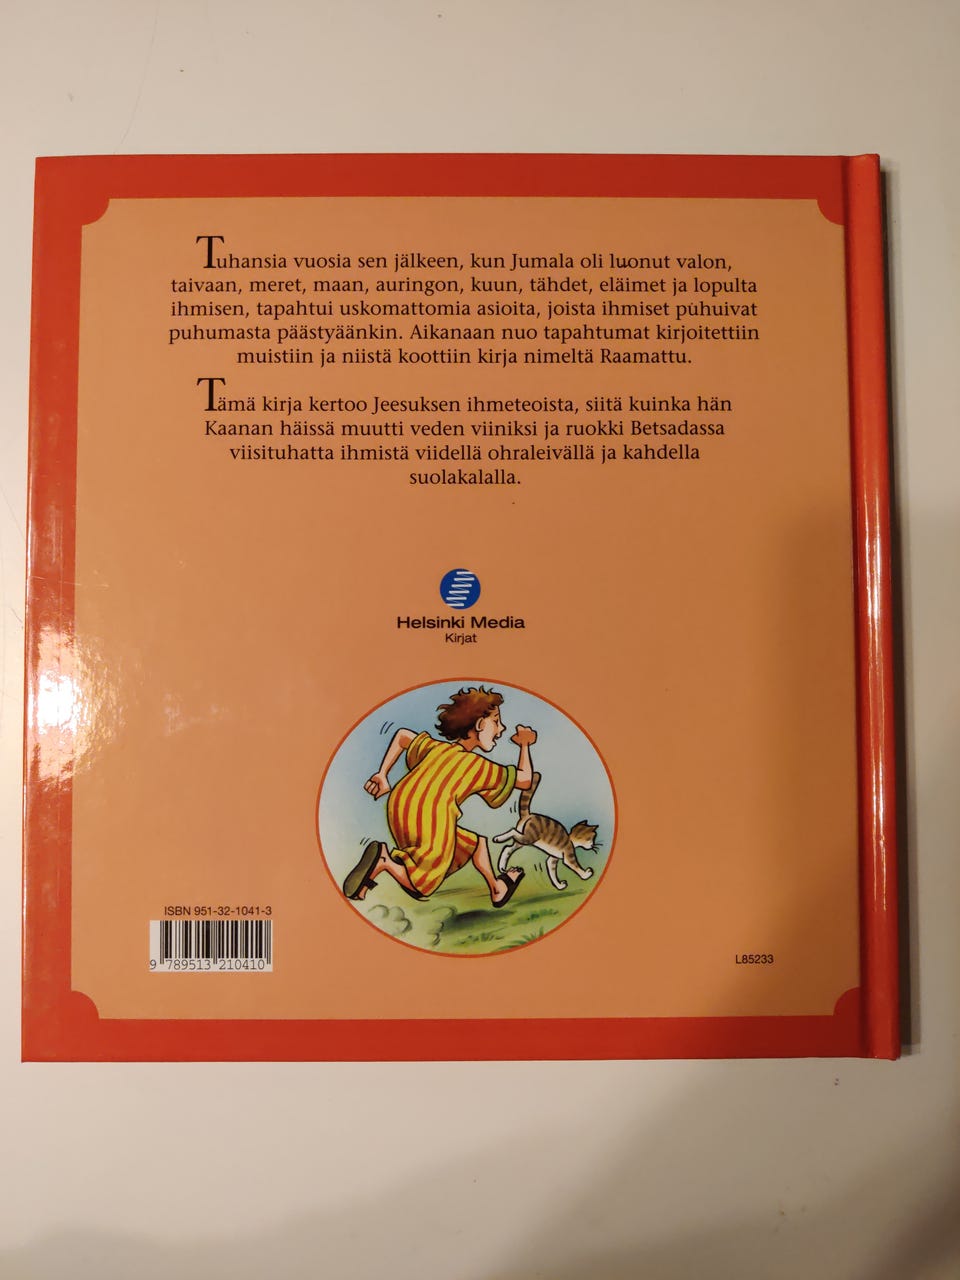 Tuhansia vuosia sen jälkeen, kun Jumala oli luonut valon,
taivaan, meret, maan, auringon, kuun, tähdet, eläimet ja lopulta
ihmisen, tapahtui uskomattomia asioita, joista ihmiset puhuivat
puhumasta päästyäänkin. Aikanaan nuo tapahtumat kirjoitettiin
muistiin ja niistä koottiin kirja nimeltä Raamattu.
Tämä kirja kertoo Jeesuksen ihmeteoista, siitä kuinka hän
Kaanan häissä muutti veden viiniksi ja ruokki Betsadassa
viisituhatta ihmistä viidellä ohraleivällä ja kahdella
suolakalalla.
Helsinki Media
Kirjat
ISBN 951-32-1041-3
9 789513 210410
L85233